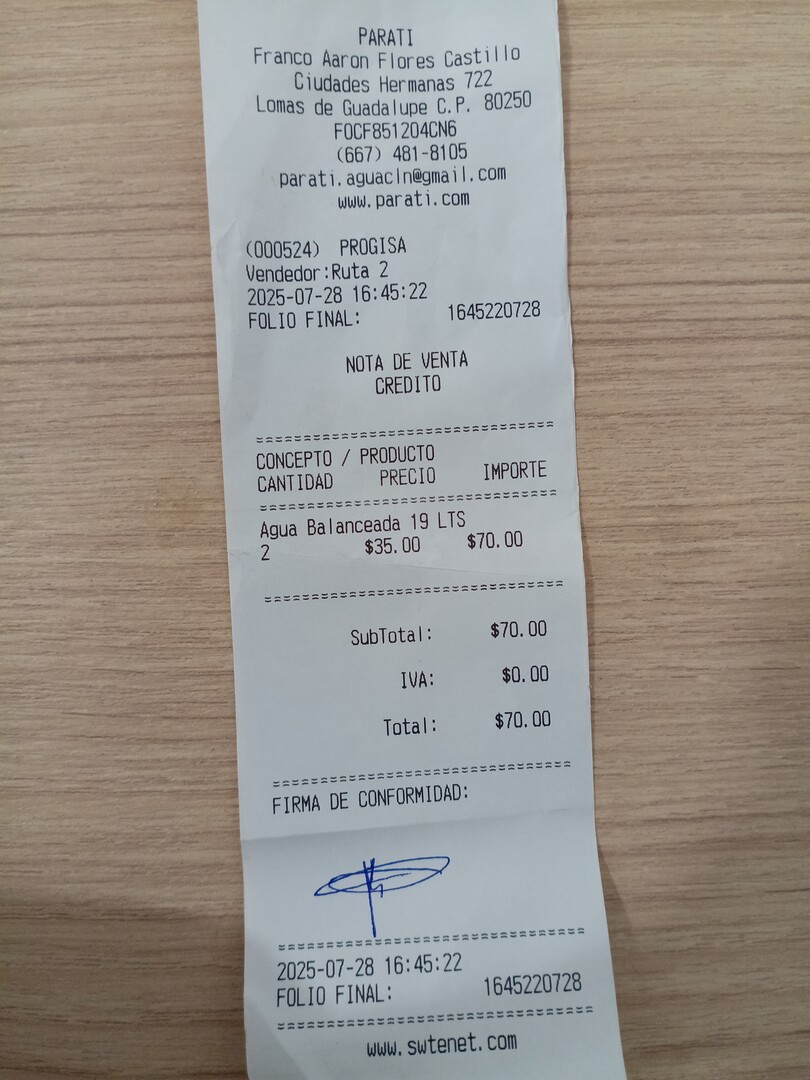 PARATI
Franco Aaron Flores Castillo
Ciudades Hermanas 722
Lomas de Guadalupe C.P. 80250
FOCF851204CN6
(667) 481-8105
parati.aguacln@gmail.com
www.parati.com
(000524) PROGISA
Vendedor:Ruta 2
2025-07-28 16:45:22
FOLIO FINAL: 1645220728
NOTA DE VENTA
CREDITO
================================
CONCEPTO / PRODUCTO
CANTIDAD PRECIO IMPORTE
================================
Agua Balanceada 19 LTS
2 $35.00 $70.00
================================
SubTotal: $70.00
IVA: $0.00
Total: $70.00
================================
FIRMA DE CONFORMIDAD:
================================
2025-07-28 16:45:22
FOLIO FINAL: 1645220728
================================
www.swtenet.com